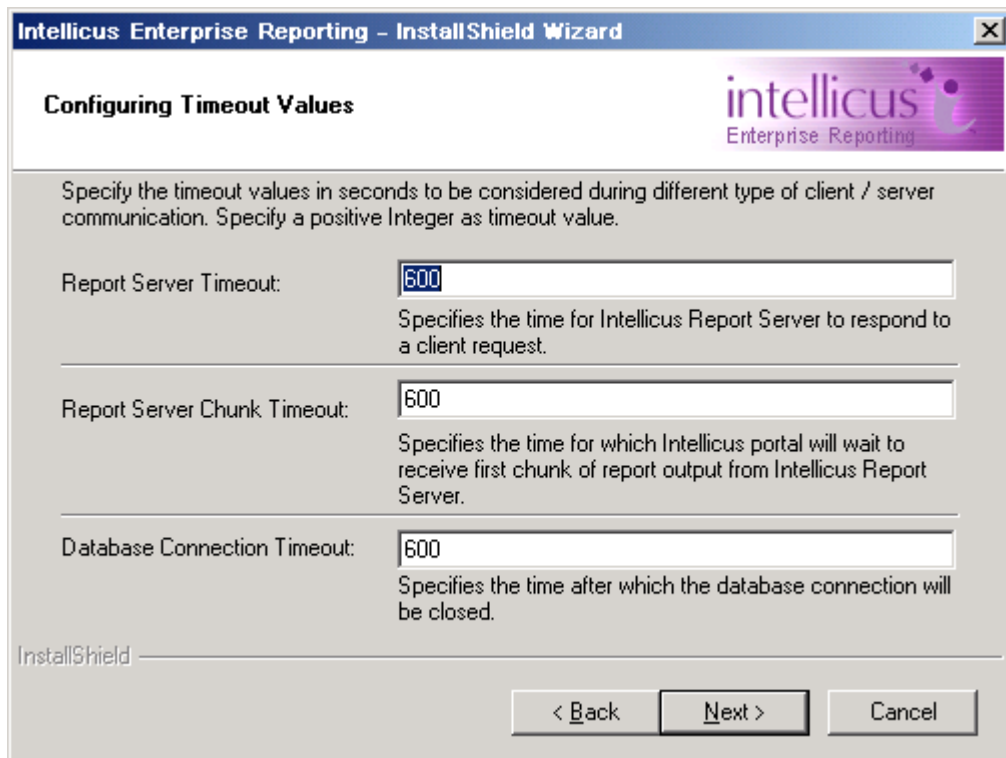 Intellicus Enterprise Reporting - InstallShield Wizard
Configuring Timeout Values
intellicus
Enterprise Reporting
Specify the timeout values in seconds to be considered during different type of client / server
communication. Specify a positive Integer as timeout value.
Report Server Timeout:
600
Specifies the time for Intellicus Report Server to respond to
a client request.
Report Server Chunk Timeout:
600
Specifies the time for which Intellicus portal will wait to
receive first chunk of report output from Intellicus Report
Server.
Database Connection Timeout:
600
Specifies the time after which the database connection will
be closed.
InstallShield
< Back
Next >
Cancel